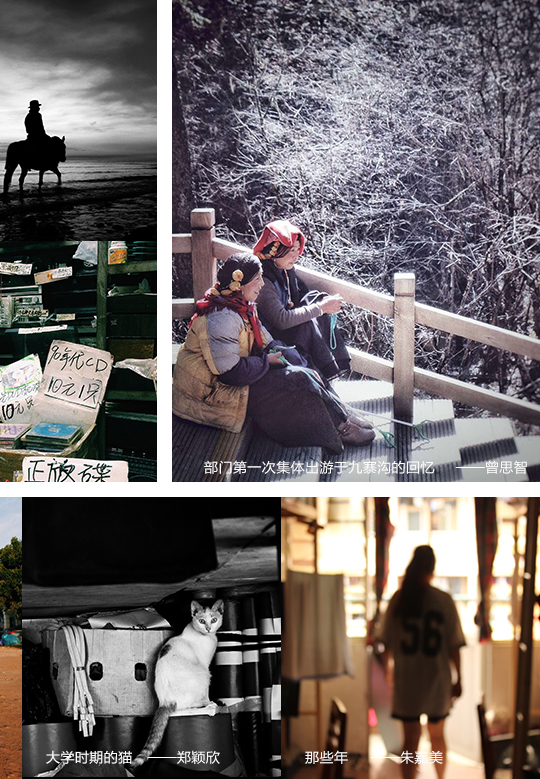 90年代CD
10元1只
10元
正版碟
部门第一次集体出游于九寨沟的回忆 ——曾思智
56
大学时期的猫 ——郑颖欣
那些年 ——朱嘉美